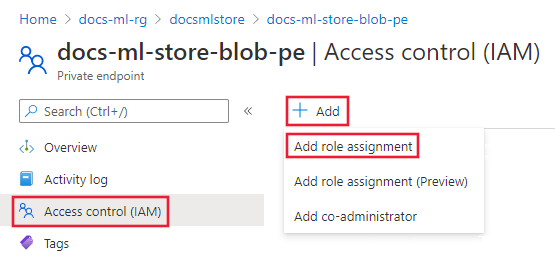 Home > docs-ml-rg > docsmlstore > docs-ml-store-blob-pe
docs-ml-store-blob-pe | Access control (IAM)
Private endpoint
Search (Ctrl+/)
«
+ Add
Overview
Activity log
Access control (IAM)
Tags
Add role assignment
Add role assignment (Preview)
Add co-administrator